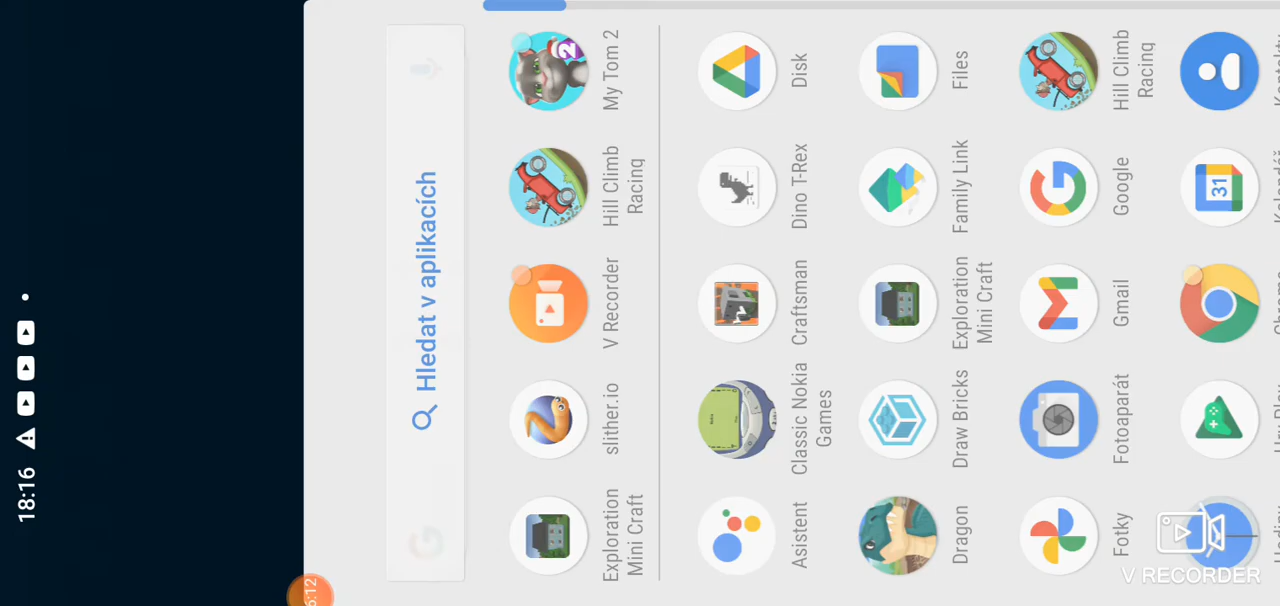 18:16
Hledat v aplikacích
2
Exploration
Mini Craft
slither.io
V Recorder
Hill Climb
Racing
My Tom 2
Asistent
Classic Nokia
Games
Craftsman
Dino T-Rex
Disk
Dragon
Draw Bricks
Exploration
Mini Craft
Family Link
Files
Fotky
Fotoaparát
Gmail
Google
Hill Climb
Racing
31
V RECORDER